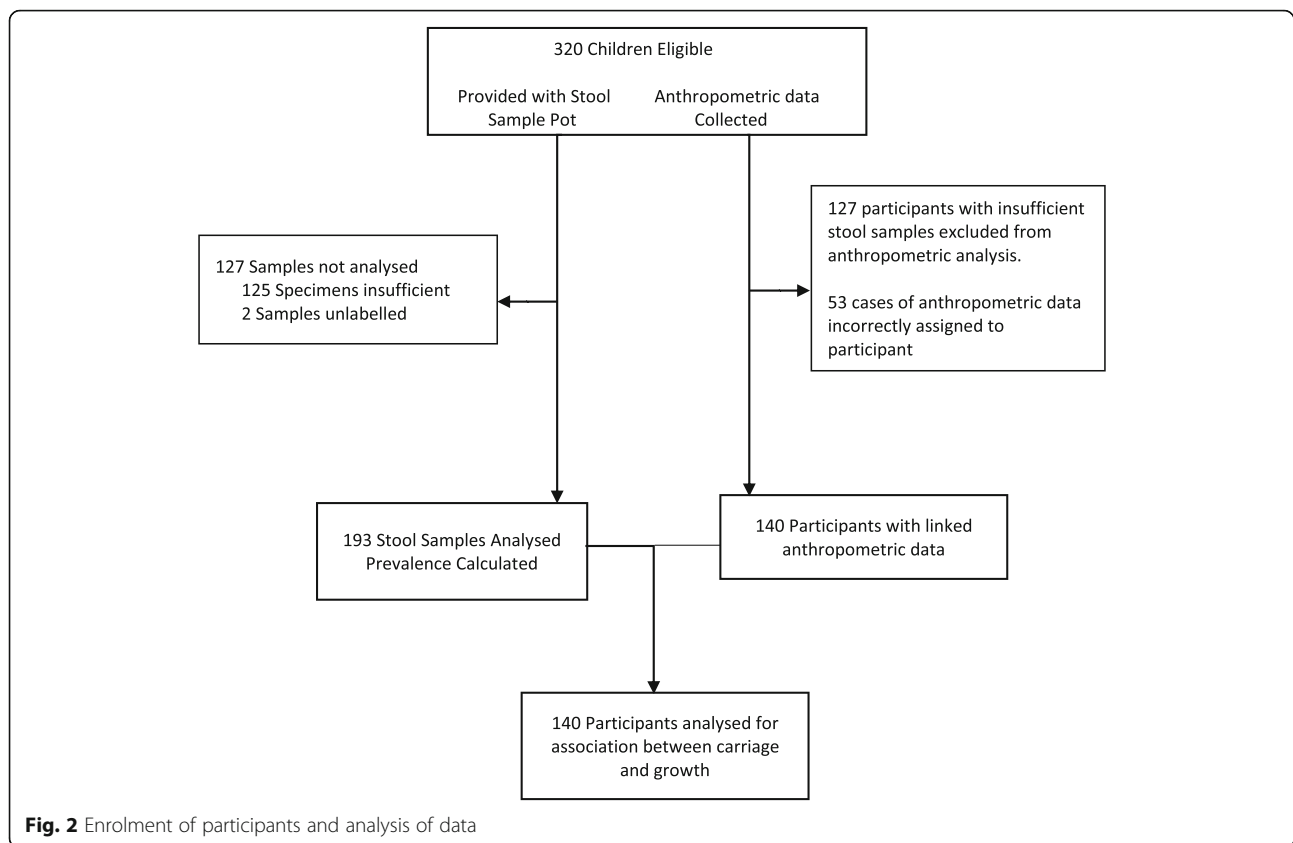 320 Children Eligible
Provided with Stool
Sample Pot
Anthropometric data
Collected
127 Samples not analysed
125 Specimens insufficient
2 Samples unlabelled
127 participants with insufficient
stool samples excluded from
anthropometric analysis.
53 cases of anthropometric data
incorrectly assigned to
participant
193 Stool Samples Analysed
Prevalence Calculated
140 Participants with linked
anthropometric data
140 Participants analysed for
association between carriage
and growth
Fig. 2 Enrolment of participants and analysis of data